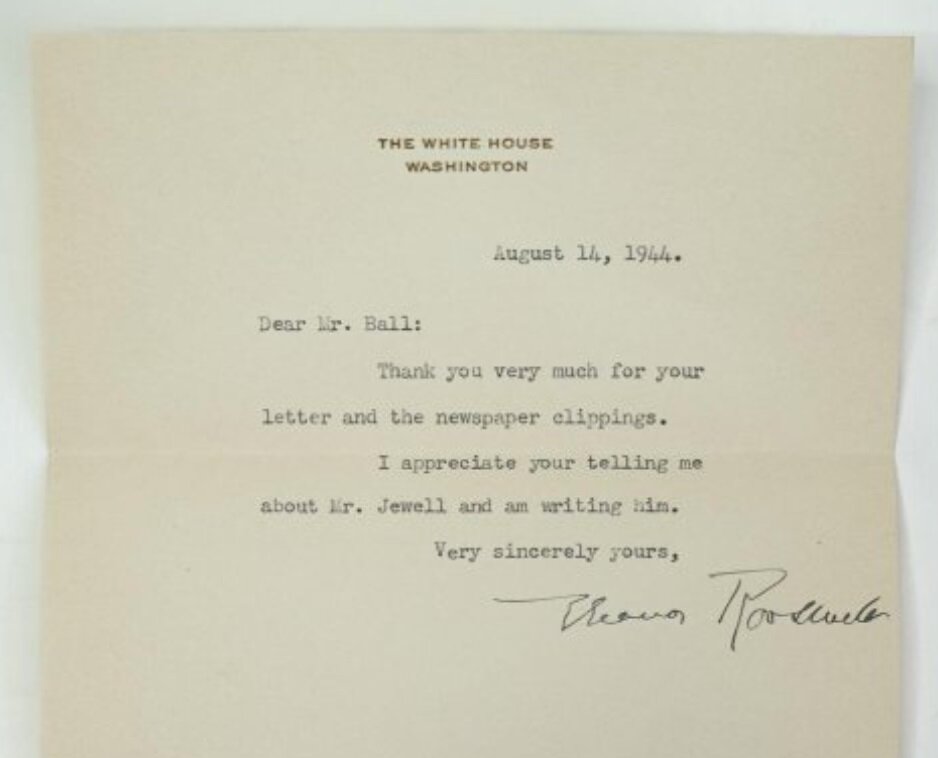 THE WHITE HOUSE
WASHINGTON
August 14, 1944.
Dear Mr. Ball:
Thank you very much for your
letter and the newspaper clippings.
I appreciate your telling me
about Mr. Jewell and am writing him.
Very sincerely yours,
Eleanor Roosevelt